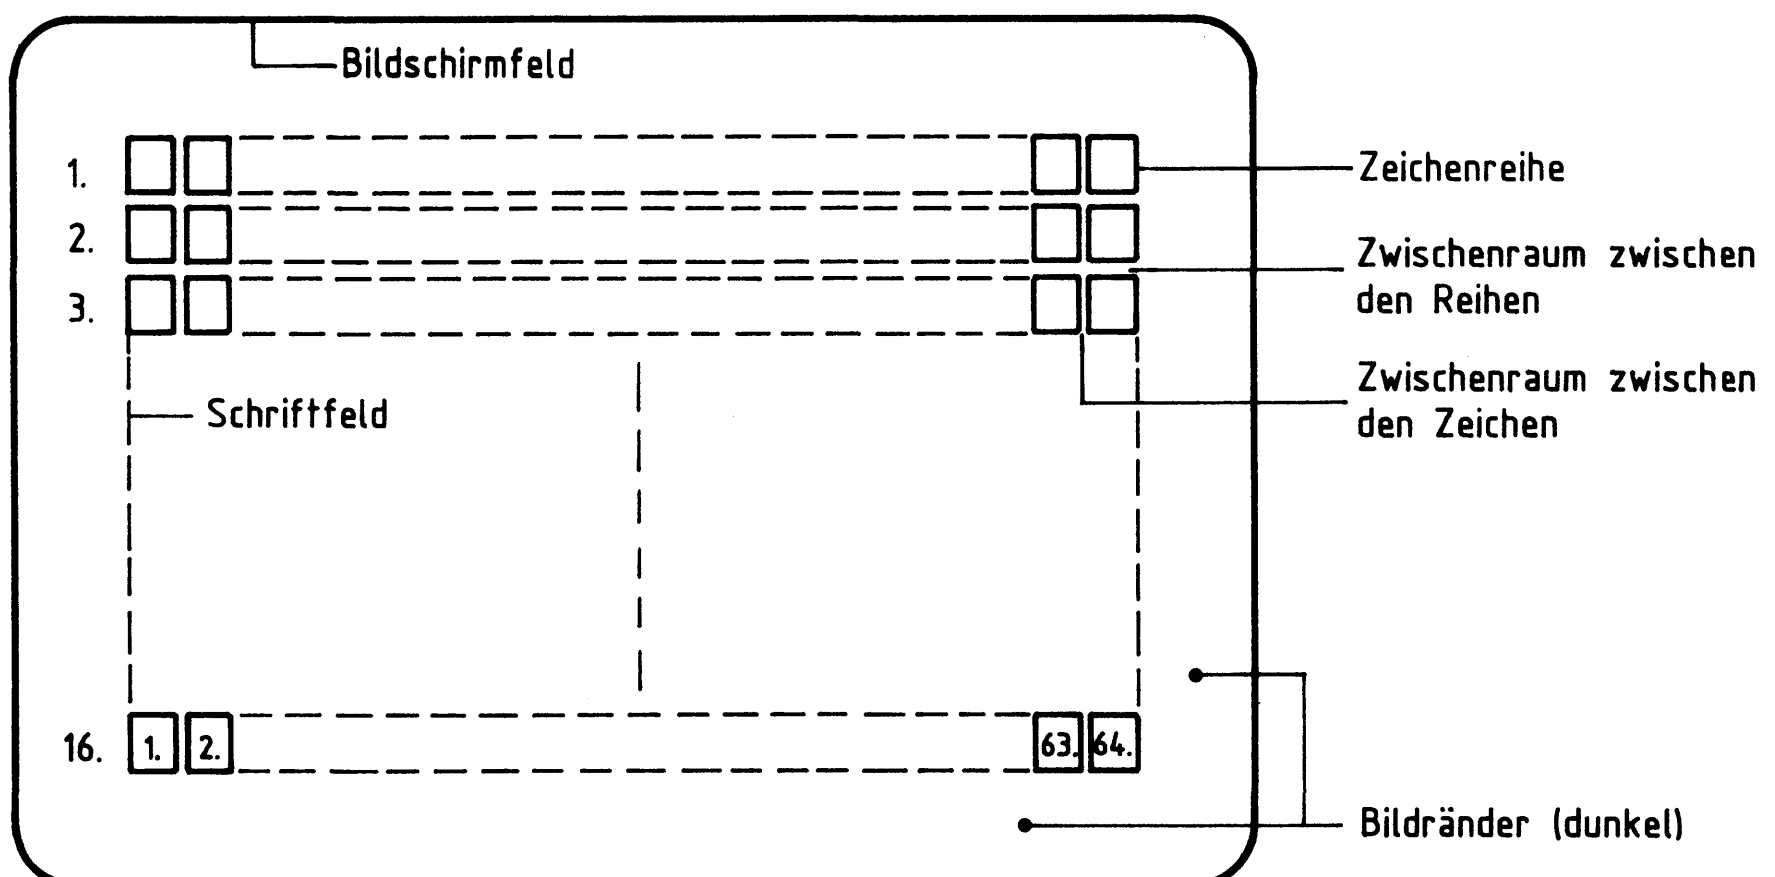 Bildschirmfeld
1.
Zeichenreihe
2.
Zwischenraum zwischen
den Reihen
3.
Zwischenraum zwischen
den Zeichen
Schriftfeld
16. 1. 2. 63. 64.
Bildränder (dunkel)